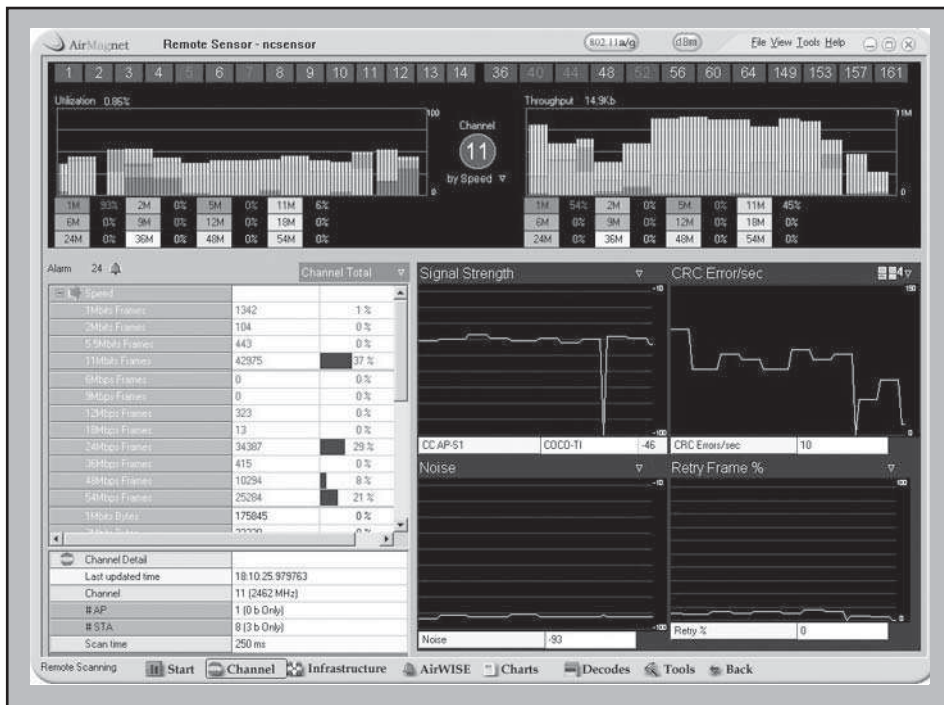 AirMagnet Remote Sensor - ncsensor 802.11a/g dBm File View Tools Help
1 2 3 4 5 6 7 8 9 10 11 12 13 14 36 40 44 48 52 56 60 64 149 153 157 161
Utilization 0.86%
100
0
Channel
11
by Speed
Throughput 14.9Kb
11M
0
1M 93% 2M 0% 5M 0% 11M 6%
6M 0% 9M 0% 12M 0% 18M 0%
24M 0% 36M 0% 48M 0% 54M 0%
1M 54% 2M 0% 5M 0% 11M 45%
6M 0% 9M 0% 12M 0% 18M 0%
24M 0% 36M 0% 48M 0% 54M 0%
Alarm 24 Channel Total
Speed
1Mbits Frames 1342 1 %
2Mbits Frames 104 0 %
5.5Mbits Frames 443 0 %
11Mbits Frames 42975 37 %
6Mbps Frames 0 0 %
9Mbps Frames 0 0 %
12Mbps Frames 323 0 %
18Mbps Frames 13 0 %
24Mbps Frames 34387 29 %
36Mbps Frames 415 0 %
48Mbps Frames 10294 8 %
54Mbps Frames 25284 21 %
1Mbits Bytes 175845 0 %
Channel Detail
Last updated time 18:10:25.979763
Channel 11 (2462 MHz)
# AP 1 (0 b Only)
# STA 8 (3 b Only)
Scan time 250 ms
Signal Strength
-10
-100
CC AP-S1 COCO-TI -46
CRC Error/sec
4
150
0
CRC Errors/sec 10
Noise
-10
-100
Noise -93
Retry Frame %
100
0
Retry % 0
Remote Scanning Start Channel Infrastructure AirWISE Charts Decodes Tools Back